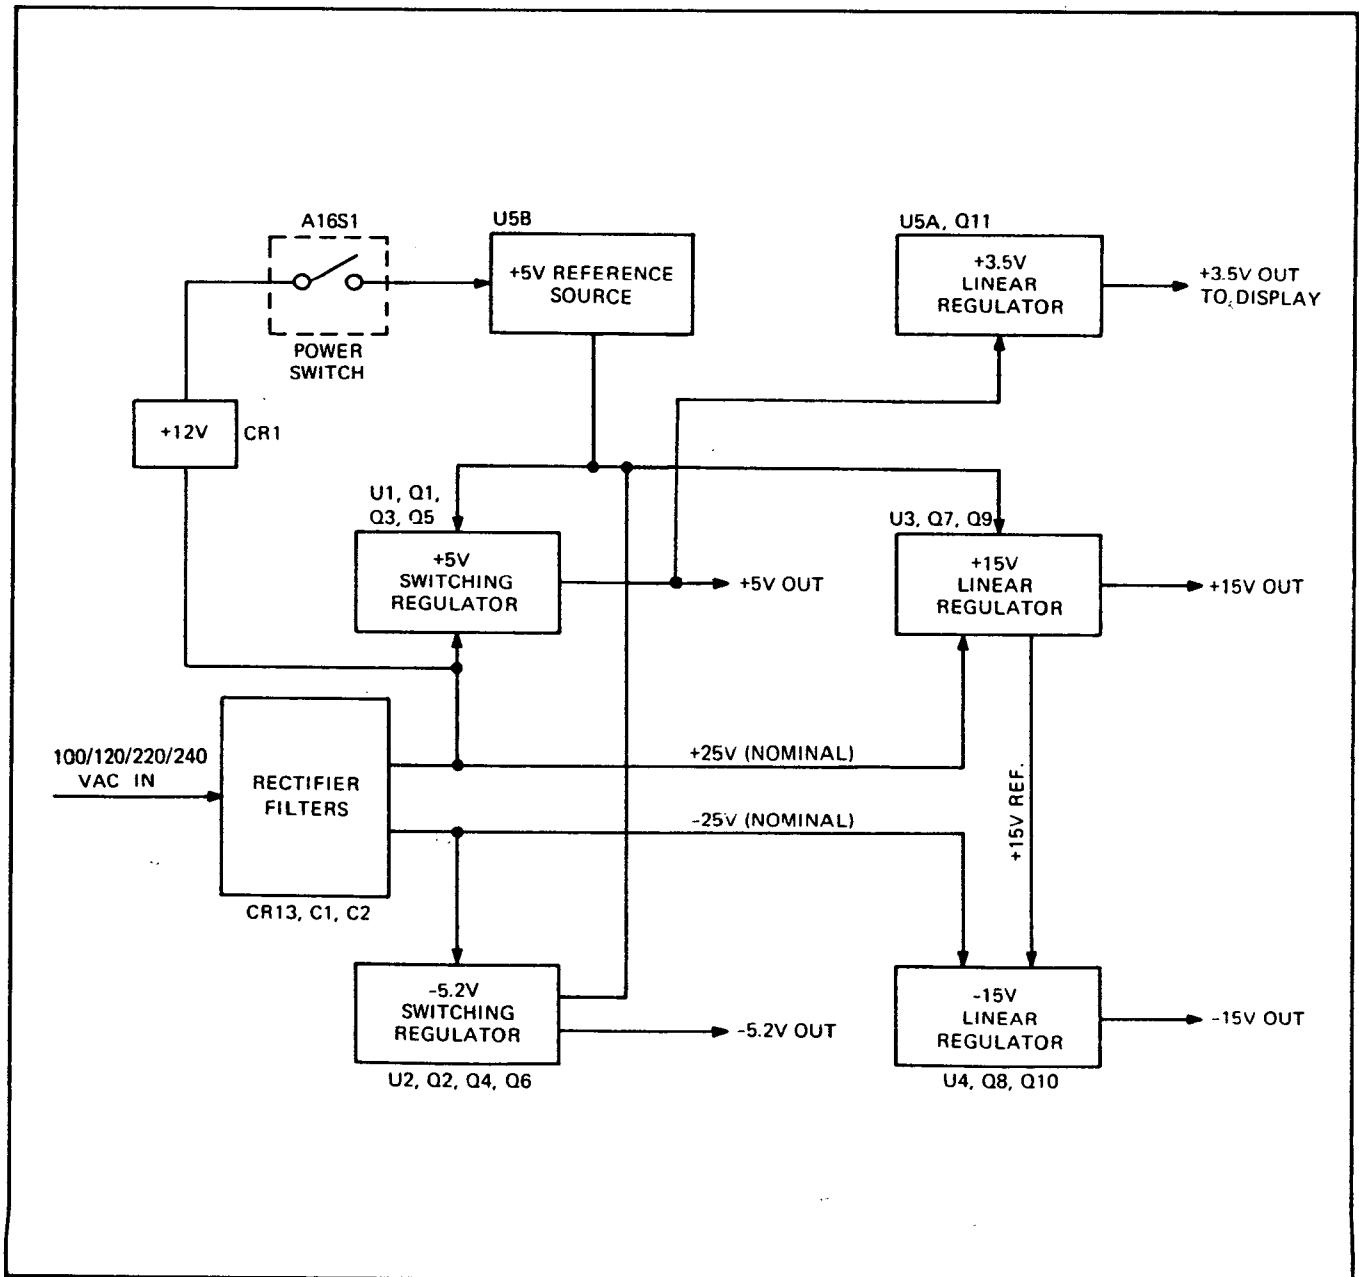 A16S1
POWER
SWITCH
U5B
+5V REFERENCE
SOURCE
U5A, Q11
+3.5V
LINEAR
REGULATOR
+3.5V OUT
TO DISPLAY
+12V
CR1
U1, Q1,
Q3, Q5
+5V
SWITCHING
REGULATOR
+5V OUT
U3, Q7, Q9
+15V
LINEAR
REGULATOR
+15V OUT
100/120/220/240
VAC IN
RECTIFIER
FILTERS
CR13, C1, C2
+25V (NOMINAL)
-25V (NOMINAL)
+15V REF.
-5.2V
SWITCHING
REGULATOR
-5.2V OUT
U2, Q2, Q4, Q6
-15V
LINEAR
REGULATOR
-15V OUT
U4, Q8, Q10